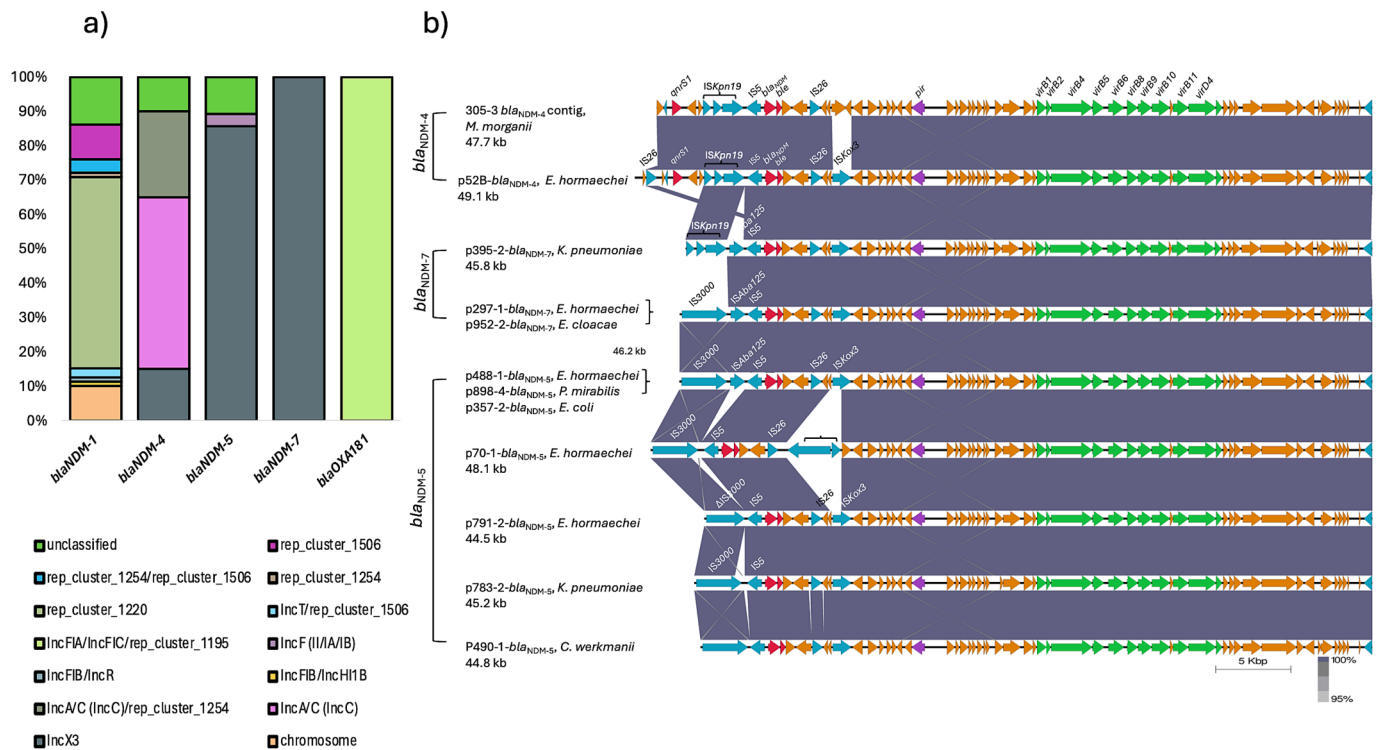 a)
b)
100%
90%
80%
70%
60%
50%
40%
30%
20%
10%
0%
blaNDM-1
blaNDM-4
blaNDM-5
blaNDM-7
blaOXA181
unclassified
rep_cluster_1506
rep_cluster_1254/rep_cluster_1506
rep_cluster_1254
rep_cluster_1220
IncT/rep_cluster_1506
IncFIA/IncFIC/rep_cluster_1195
IncF (II/IA/IB)
IncFIB/IncR
IncFIB/IncHI1B
IncA/C (IncC)/rep_cluster_1254
IncA/C (IncC)
IncX3
chromosome
blaNDM-4
blaNDM-7
blaNDM-5
qnrS1
ISKpn19
IS5
blaNDM
ble
IS26
pir
virB1
virB2
virB4
virB5
virB6
virB8
virB9
virB10
virB11
virD4
305-3 blaNDM-4 contig,
M. morganii
47.7 kb
IS26
qnrS1
ISKpn19
IS5
blaNDM
ble
IS26
ISKox3
p52B-blaNDM-4, E. hormaechei
49.1 kb
ISKpn19
IS5
p395-2-blaNDM-7, K. pneumoniae
45.8 kb
IS3000
ISAba125
IS5
p297-1-blaNDM-7, E. hormaechei
p952-2-blaNDM-7, E. cloacae
46.2 kb
IS3000
ISAba125
IS5
IS26
ISKox3
p488-1-blaNDM-5, E. hormaechei
p898-4-blaNDM-5, P. mirabilis
p357-2-blaNDM-5, E. coli
IS3000
IS5
IS26
p70-1-blaNDM-5, E. hormaechei
48.1 kb
ΔIS3000
IS5
IS26
ISKox3
p791-2-blaNDM-5, E. hormaechei
44.5 kb
IS3000
IS5
p783-2-blaNDM-5, K. pneumoniae
45.2 kb
P490-1-blaNDM-5, C. werkmanii
44.8 kb
5 Kbp
100%
95%